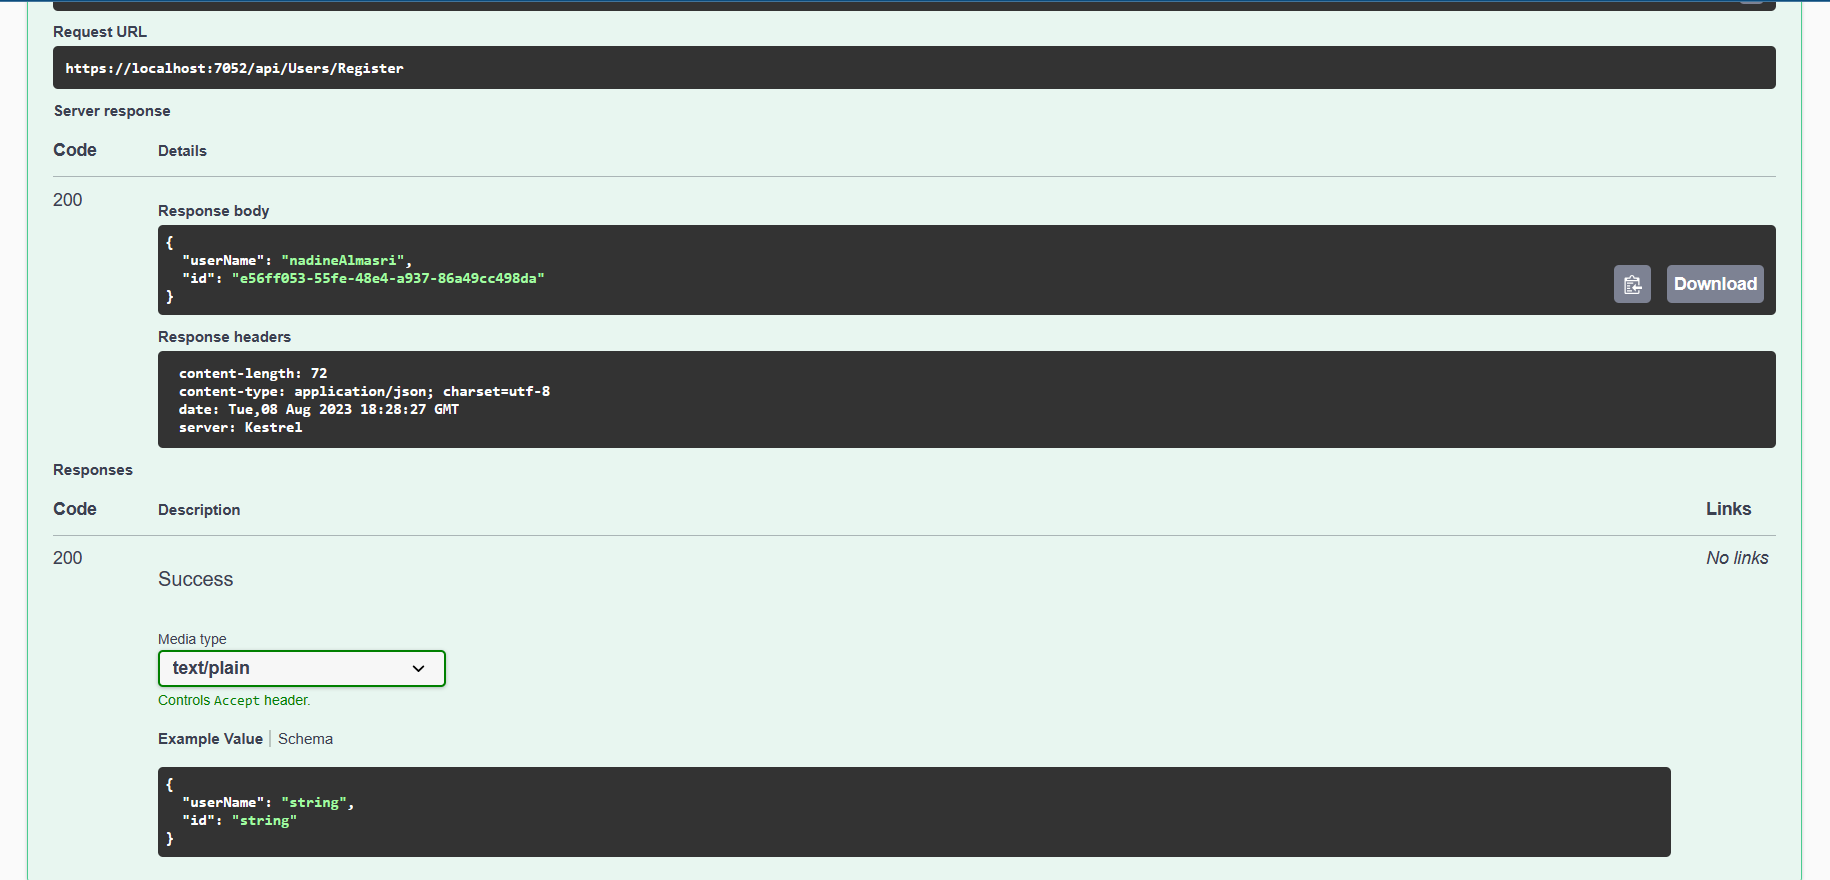 Request URL
https://localhost:7052/api/Users/Register
Server response
Code Details
200
Response body
{
"userName": "nadineAlmasri",
"id": "e56ff053-55fe-48e4-a937-86a49cc498da"
}
Download
Response headers
content-length: 72
content-type: application/json; charset=utf-8
date: Tue,08 Aug 2023 18:28:27 GMT
server: Kestrel
Responses
Code Description Links
200 No links
Success
Media type
text/plain
Controls Accept header.
Example Value Schema
{
"userName": "string",
"id": "string"
}